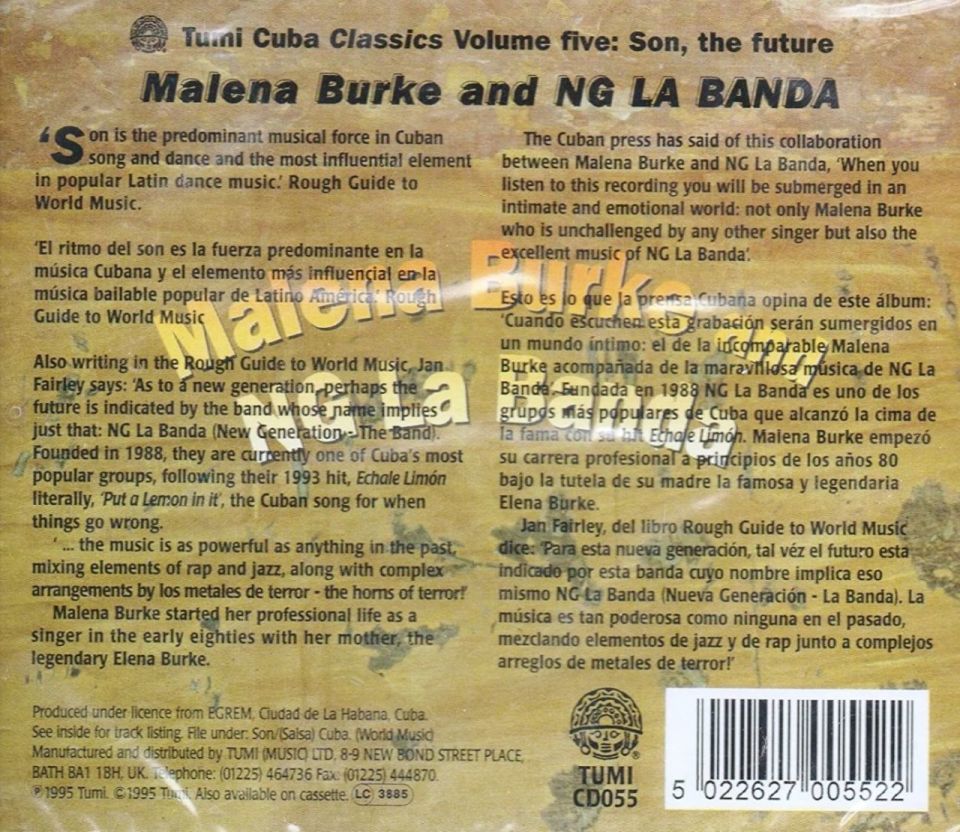 Tumi Cuba Classics Volume five: Son, the future
Malena Burke and NG LA BANDA
‘Son is the predominant musical force in Cuban
song and dance and the most influential element
in popular Latin dance music.’ Rough Guide to
World Music.
‘El ritmo del son es la fuerza predominante en la
música Cubana y el elemento más influencial en la
música bailable popular de Latino América.’ Rough
Guide to World Music
Also writing in the Rough Guide to World Music, Jan
Fairley says: ‘As to a new generation, perhaps the
future is indicated by the band whose name implies
just that: NG La Banda (New Generation - The Band).
Founded in 1988, they are currently one of Cuba's most
popular groups, following their 1993 hit, Echale Limón
literally, ‘Put a Lemon in it’, the Cuban song for when
things go wrong.
‘ ... the music is as powerful as anything in the past,
mixing elements of rap and jazz, along with complex
arrangements by los metales de terror - the horns of terror!’
Malena Burke started her professional life as a
singer in the early eighties with her mother, the
legendary Elena Burke.
The Cuban press has said of this collaboration
between Malena Burke and NG La Banda, ‘When you
listen to this recording you will be submerged in an
intimate and emotional world: not only Malena Burke
who is unchallenged by any other singer but also the
excellent music of NG La Banda’.
Esto es lo que la prensa Cubana opina de este álbum:
‘Cuando escuchen esta grabación serán sumergidos en
un mundo íntimo: el de la incomparable Malena
Burke acompañada de la maravillosa música de NG La
Banda’. Fundada en 1988 NG La Banda es uno de los
grupos más populares de Cuba que alcanzó la cima de
la fama con su hit Echale Limón. Malena Burke empezó
su carrera profesional a principios de los años 80
bajo la tutela de su madre la famosa y legendaria
Elena Burke.
Jan Fairley, del libro Rough Guide to World Music
dice: ‘Para esta nueva generación, tal véz el futuro esta
indicado por esta banda cuyo nombre implica eso
mismo NG La Banda (Nueva Generación - La Banda). La
música es tan poderosa como ninguna en el pasado,
mezclando elementos de jazz y de rap junto a complejos
arreglos de metales de terror!’
Malena Burke and
NG La Banda
Produced under licence from EGREM, Ciudad de La Habana, Cuba.
See inside for track listing. File under: Son/(Salsa) Cuba. (World Music)
Manufactured and distributed by TUMI (MUSIC) LTD, 8-9 NEW BOND STREET PLACE,
BATH BA1 1BH, UK. Telephone: (01225) 464736 Fax: (01225) 444870.
℗ 1995 Tumi. © 1995 Tumi. Also available on cassette. LC 3885
TUMI
CD055
5 022627 005522